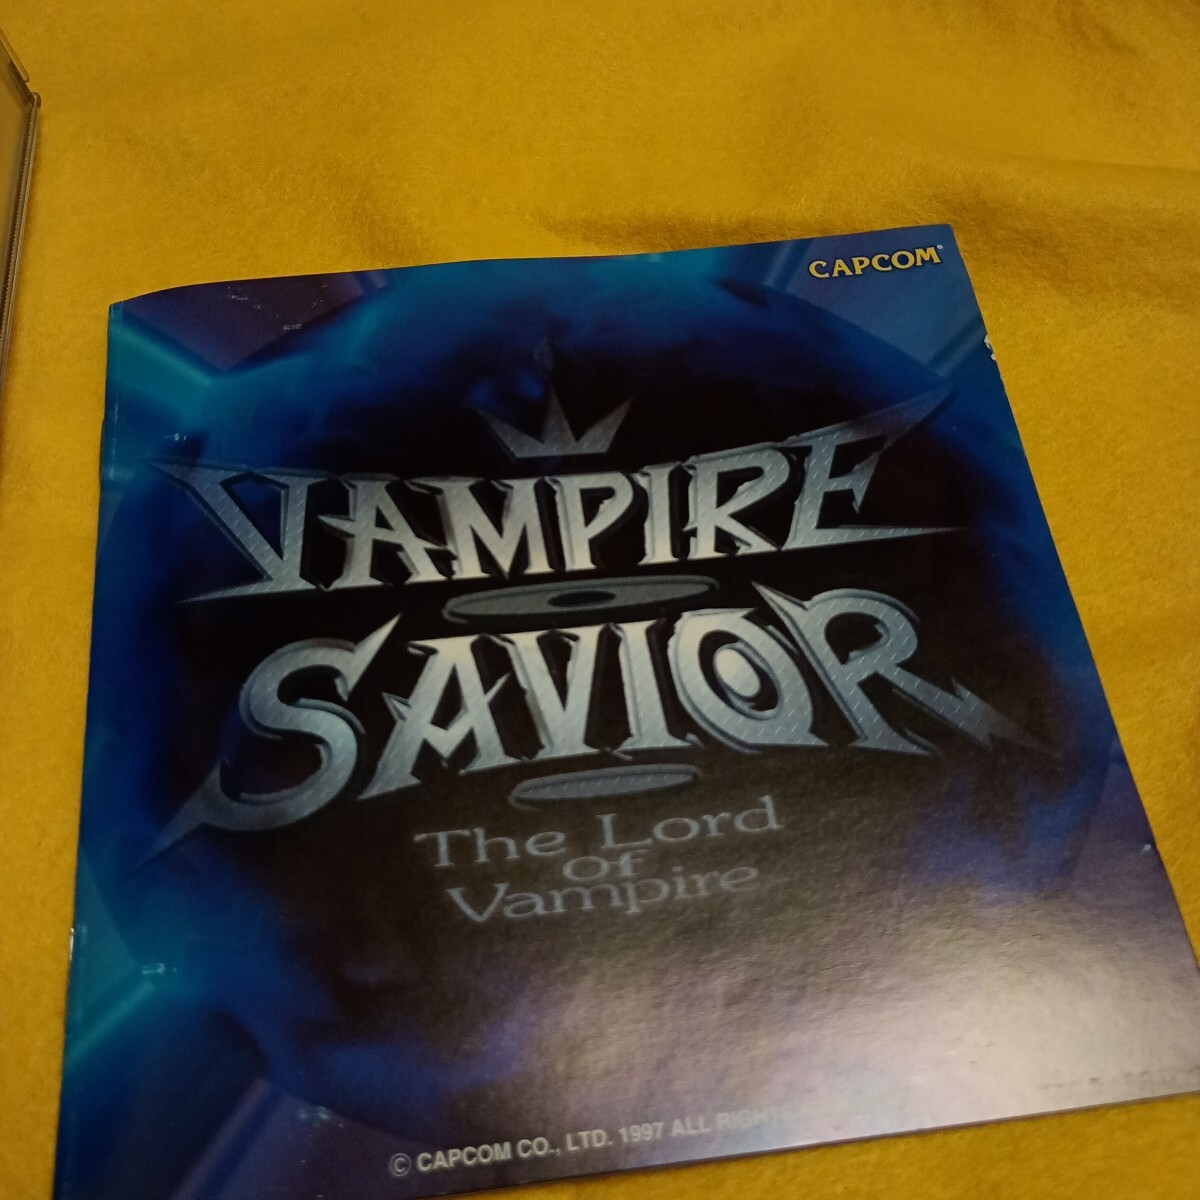 CAPCOM®
VAMPIRE
SAVIOR
The Lord
of
Vampire
© CAPCOM CO., LTD. 1997 ALL RIGHTS